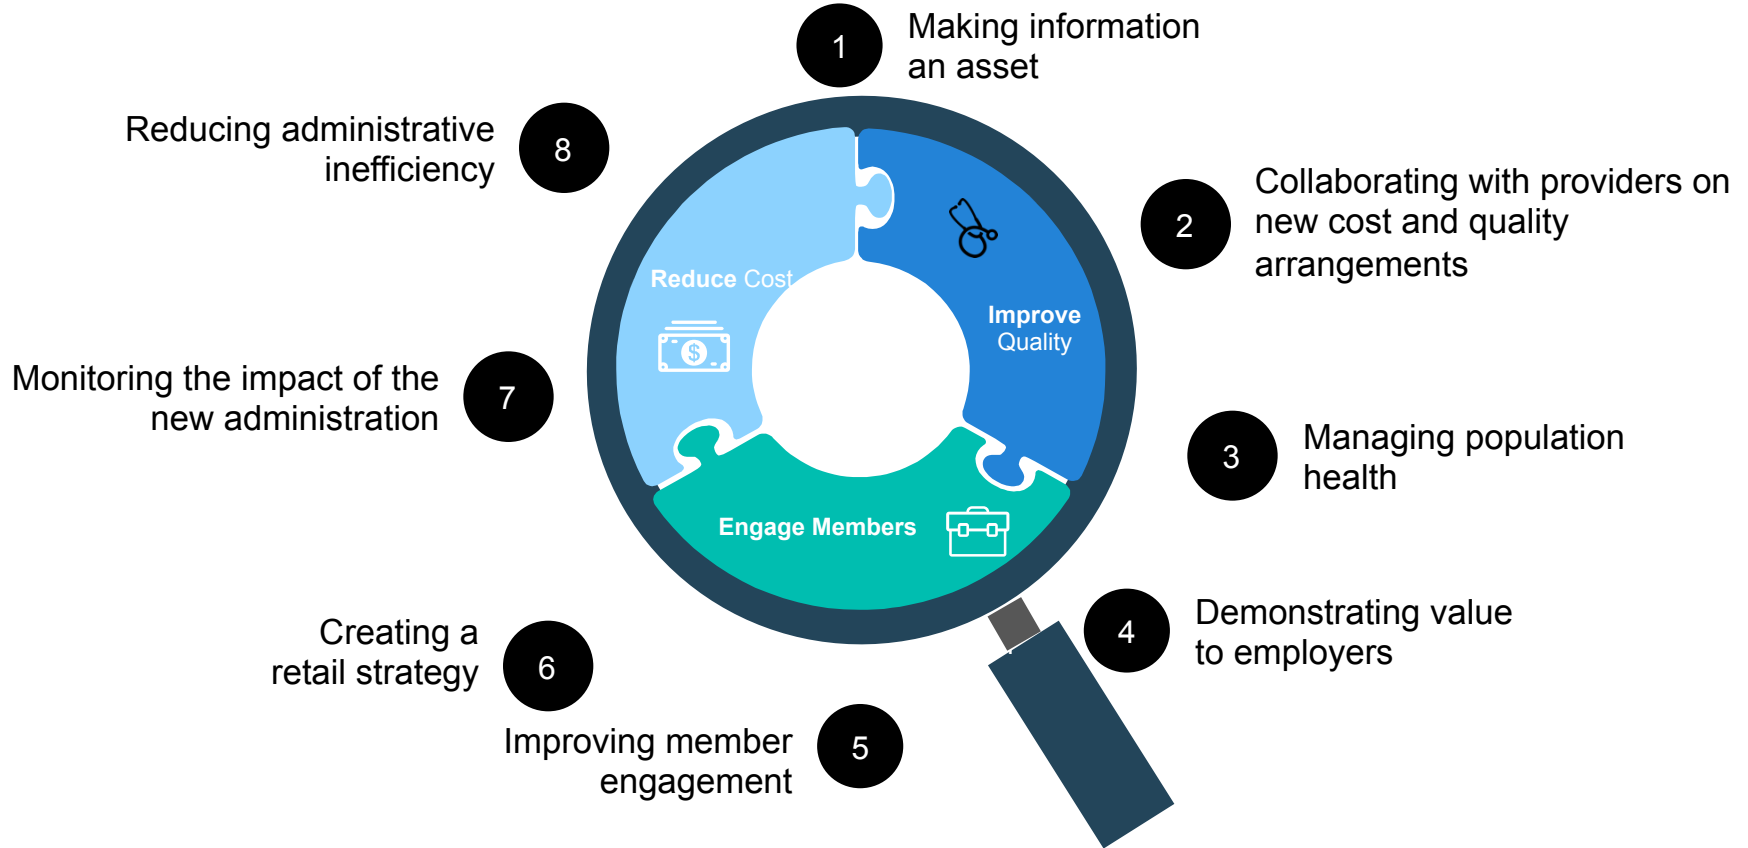 1
Making information
an asset
2
Collaborating with providers on
new cost and quality
arrangements
3
Managing population
health
4
Demonstrating value
to employers
5
Improving member
engagement
6
Creating a
retail strategy
7
Monitoring the impact of the
new administration
8
Reducing administrative
inefficiency
Reduce Cost
$
Improve
Quality
Engage Members